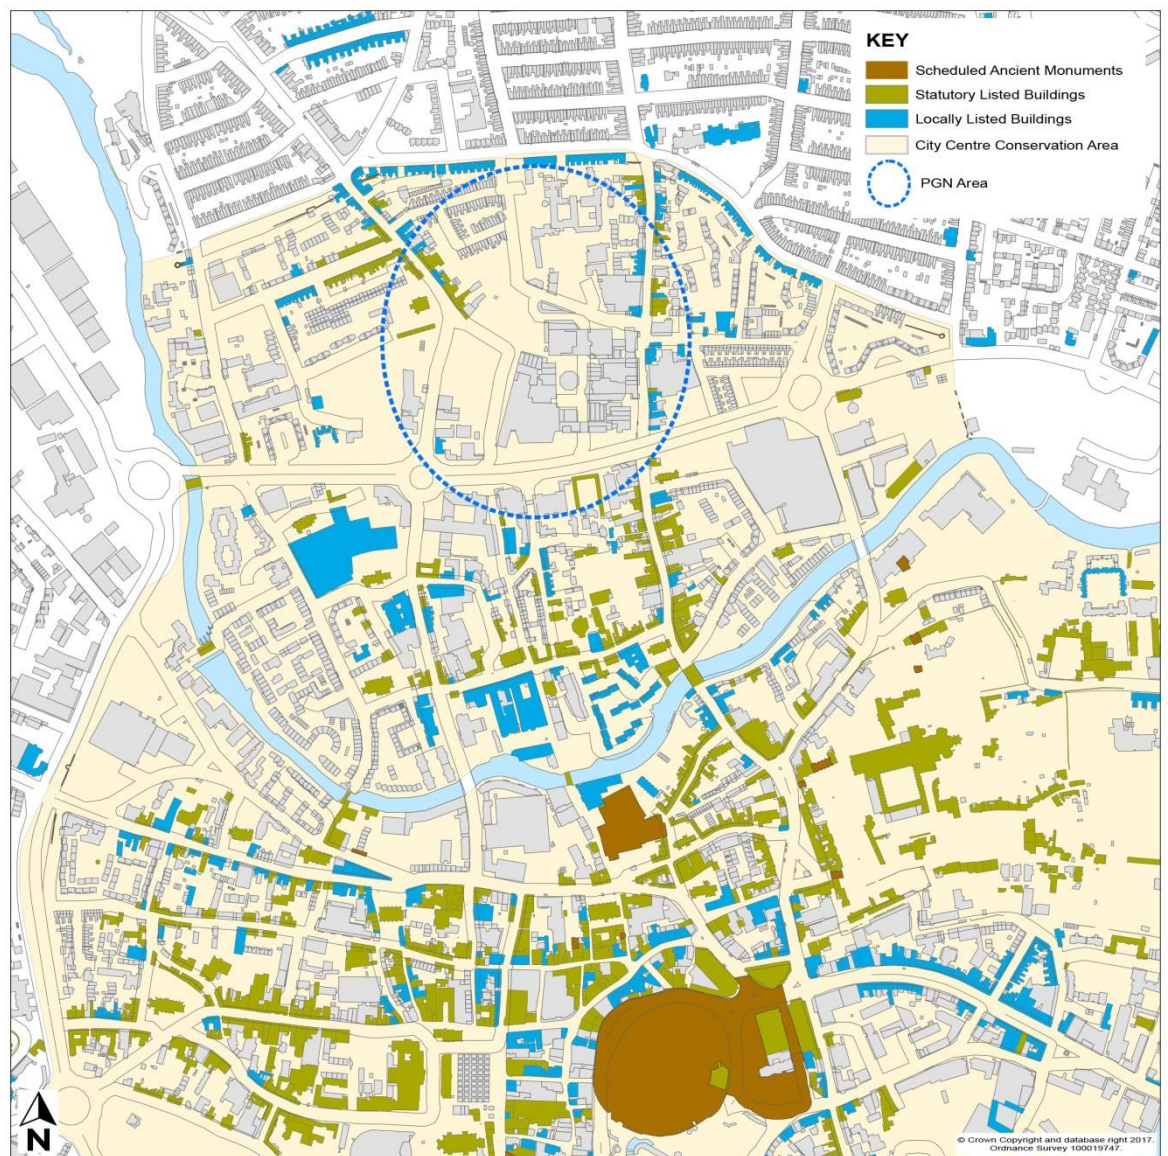 KEY
Scheduled Ancient Monuments
Statutory Listed Buildings
Locally Listed Buildings
City Centre Conservation Area
PGN Area
N
© Crown Copyright and database right 2017.
Ordnance Survey 100019747.